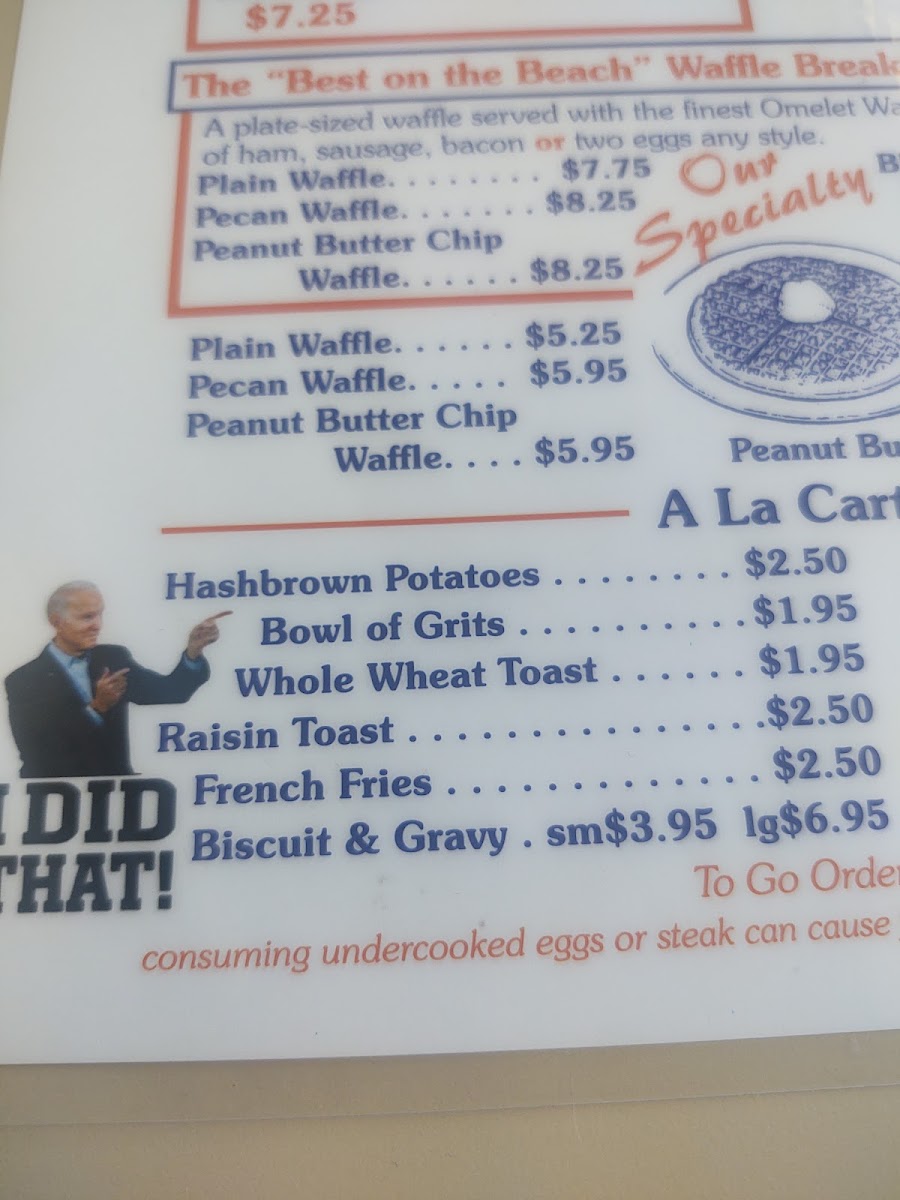 $7.25
The "Best on the Beach" Waffle Break
A plate-sized waffle served with the finest Omelet Wa
of ham, sausage, bacon or two eggs any style.
Plain Waffle. . . . . . . . $7.75
Pecan Waffle. . . . . . . $8.25
Peanut Butter Chip
Waffle. . . . . . $8.25
Our
Specialty
B
Plain Waffle. . . . . . $5.25
Pecan Waffle. . . . . $5.95
Peanut Butter Chip
Waffle. . . . $5.95
Peanut Bu
A La Cart
Hashbrown Potatoes . . . . . . . . $2.50
Bowl of Grits . . . . . . . . . . $1.95
Whole Wheat Toast . . . . . . $1.95
Raisin Toast . . . . . . . . . . . . . . . .$2.50
French Fries . . . . . . . . . . . . . . $2.50
Biscuit & Gravy . sm$3.95 lg$6.95
I DID
THAT!
To Go Order
consuming undercooked eggs or steak can cause